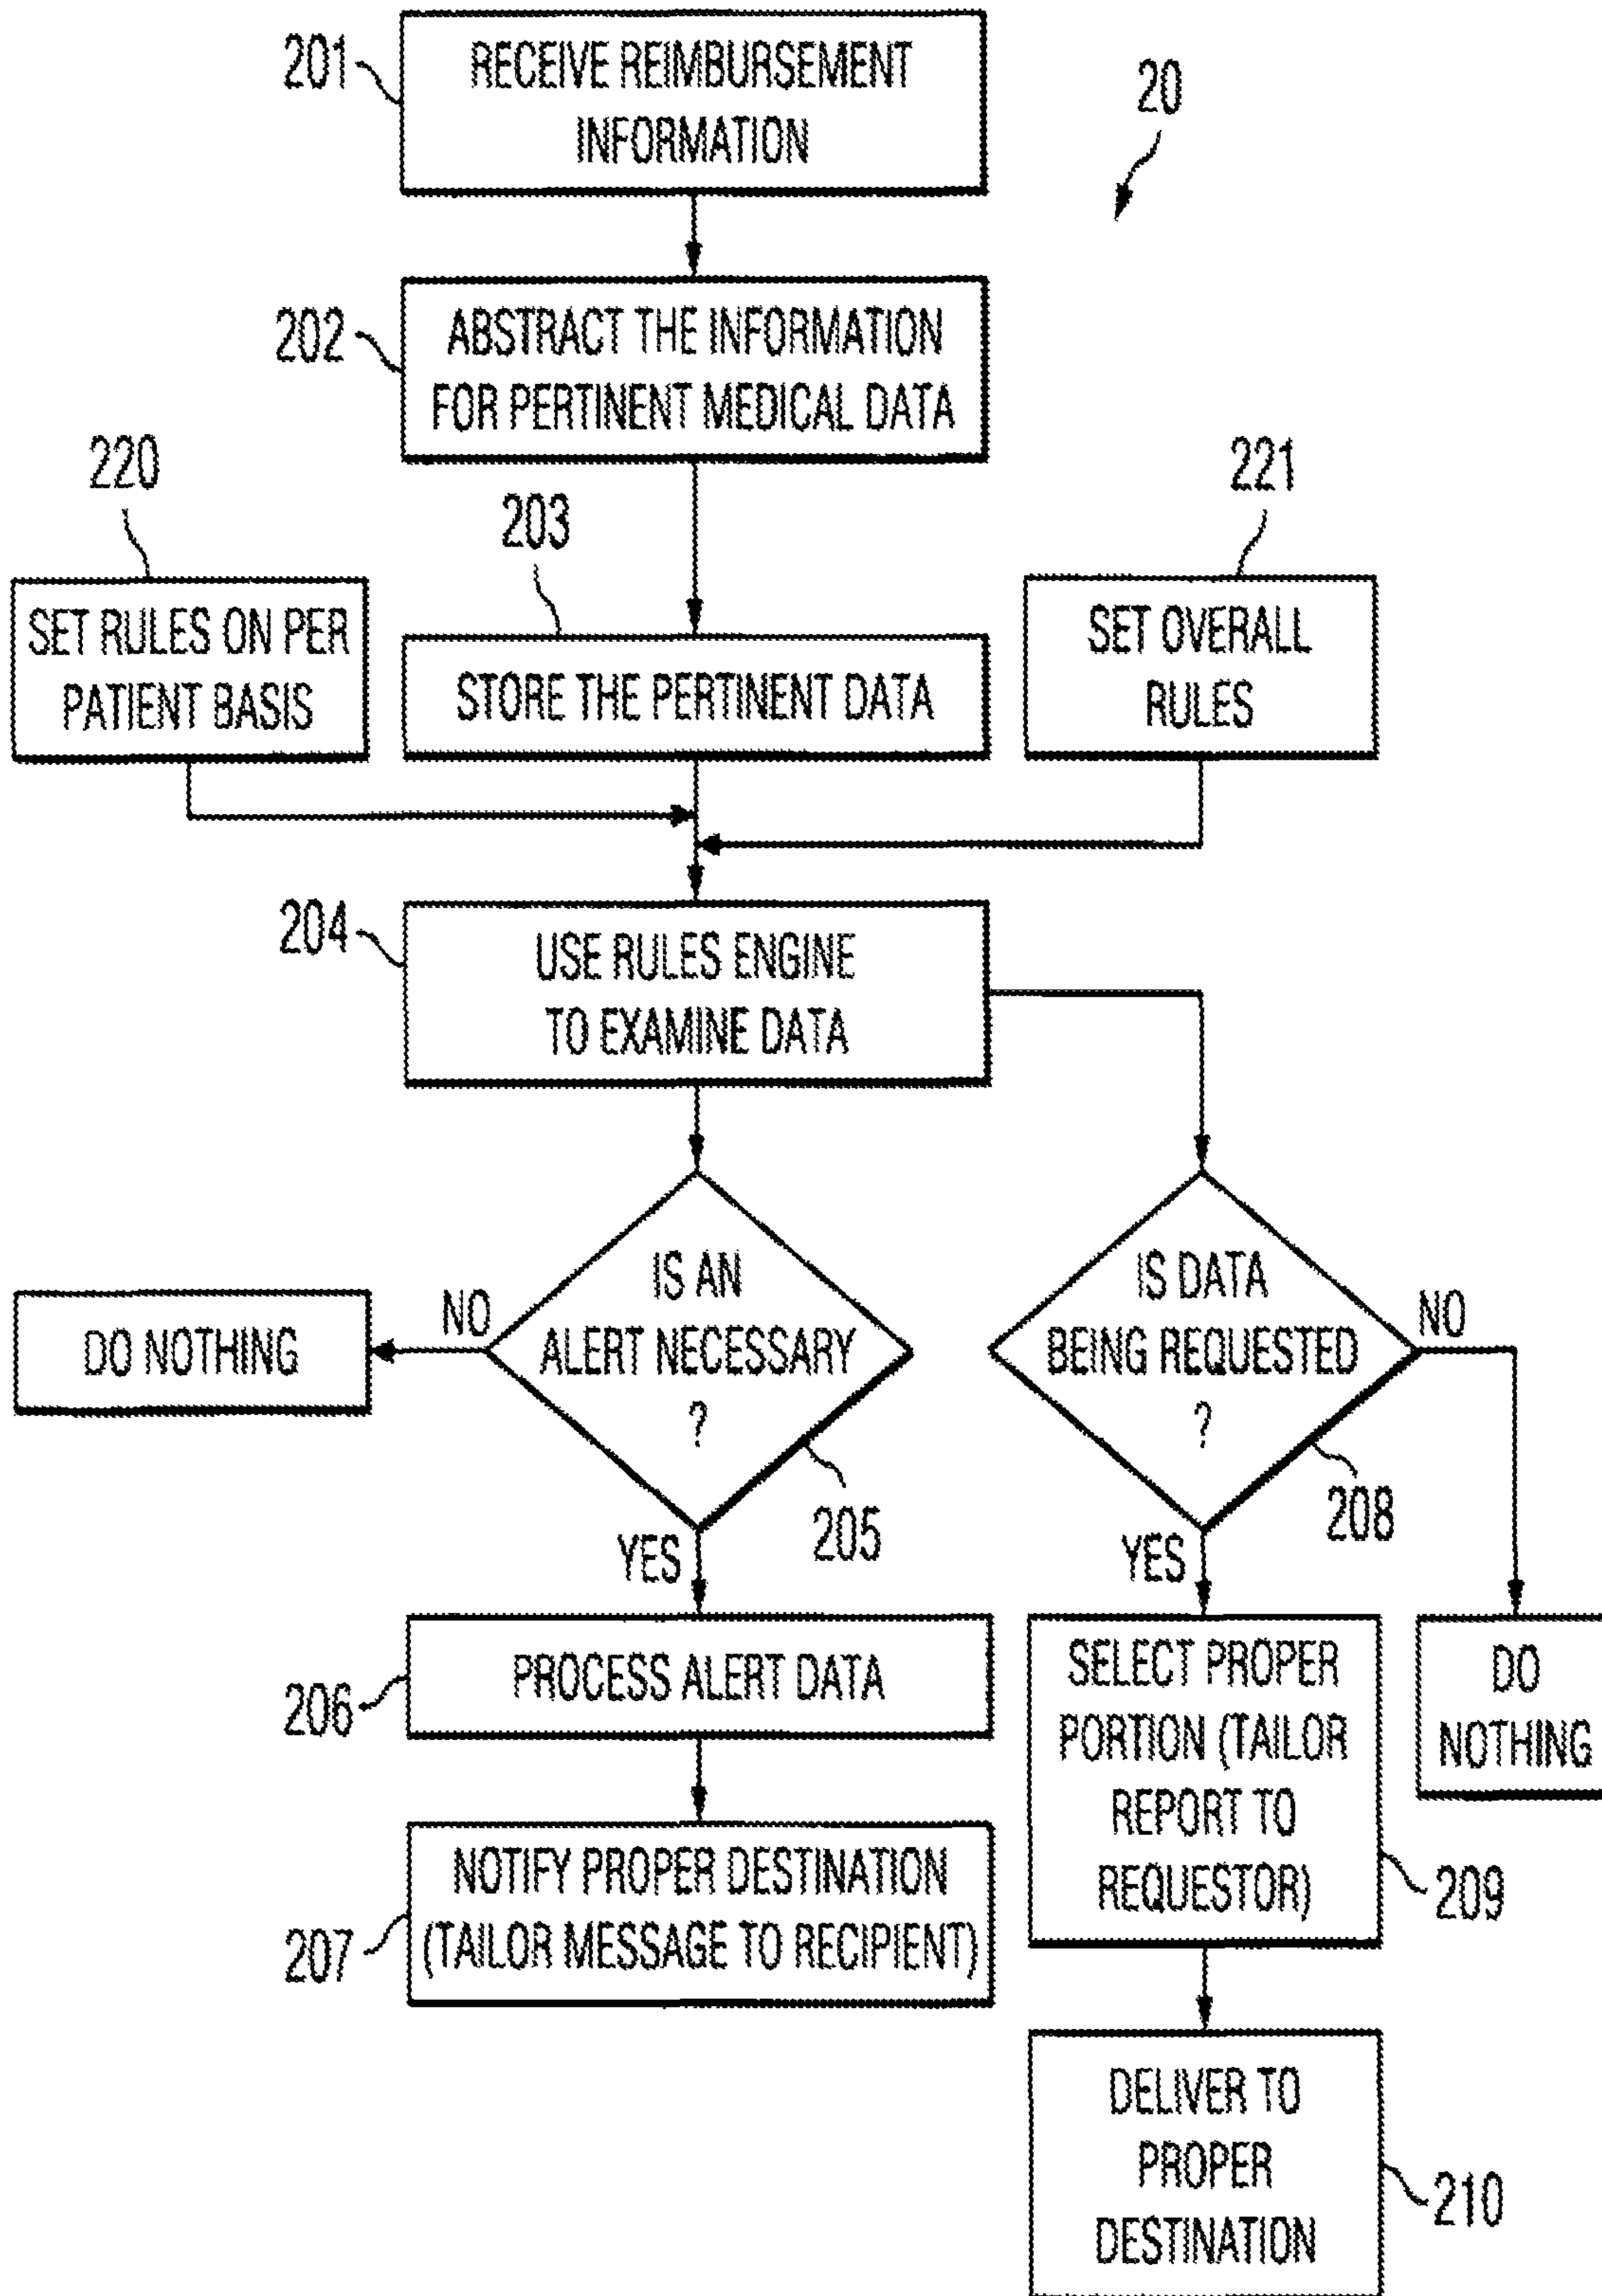 201
RECEIVE REIMBURSEMENT
INFORMATION
20
202
ABSTRACT THE INFORMATION
FOR PERTINENT MEDICAL DATA
220
203
221
SET RULES ON PER
PATIENT BASIS
STORE THE PERTINENT DATA
SET OVERALL
RULES
204
USE RULES ENGINE
TO EXAMINE DATA
DO NOTHING
NO
IS AN
ALERT NECESSARY
?
205
YES
IS DATA
BEING REQUESTED
?
NO
208
YES
206
PROCESS ALERT DATA
207
NOTIFY PROPER DESTINATION
(TAILOR MESSAGE TO RECIPIENT)
SELECT PROPER
PORTION (TAILOR
REPORT TO
REQUESTOR)
209
DO
NOTHING
DELIVER TO
PROPER
DESTINATION
210